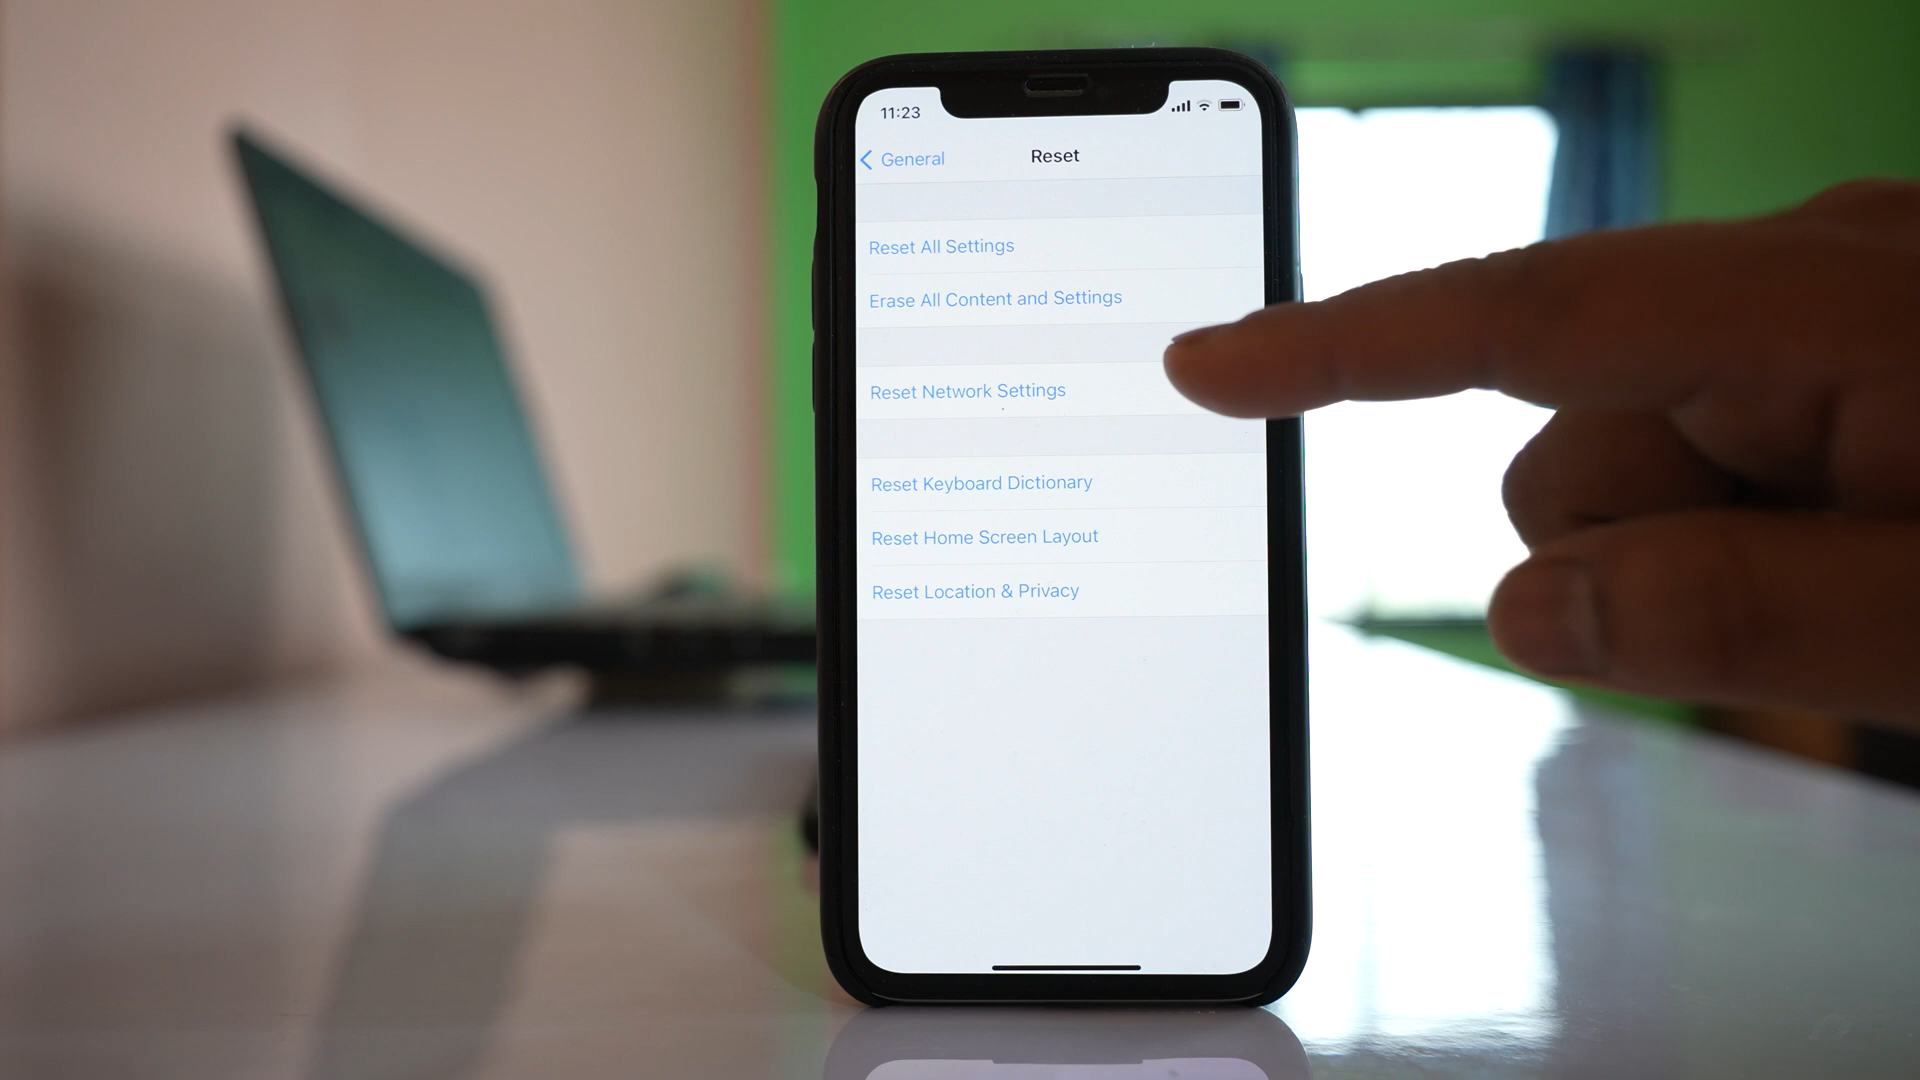 11:23
General
Reset
Reset All Settings
Erase All Content and Settings
Reset Network Settings
Reset Keyboard Dictionary
Reset Home Screen Layout
Reset Location & Privacy